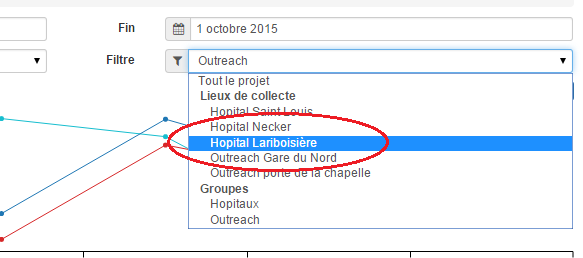 Fin
1 octobre 2015
Filtre
Outreach
Tout le projet
Lieux de collecte
Hopital Saint Louis
Hopital Necker
Hopital Lariboisière
Outreach Gare du Nord
Outreach porte de la chapelle
Groupes
Hopitaux
Outreach